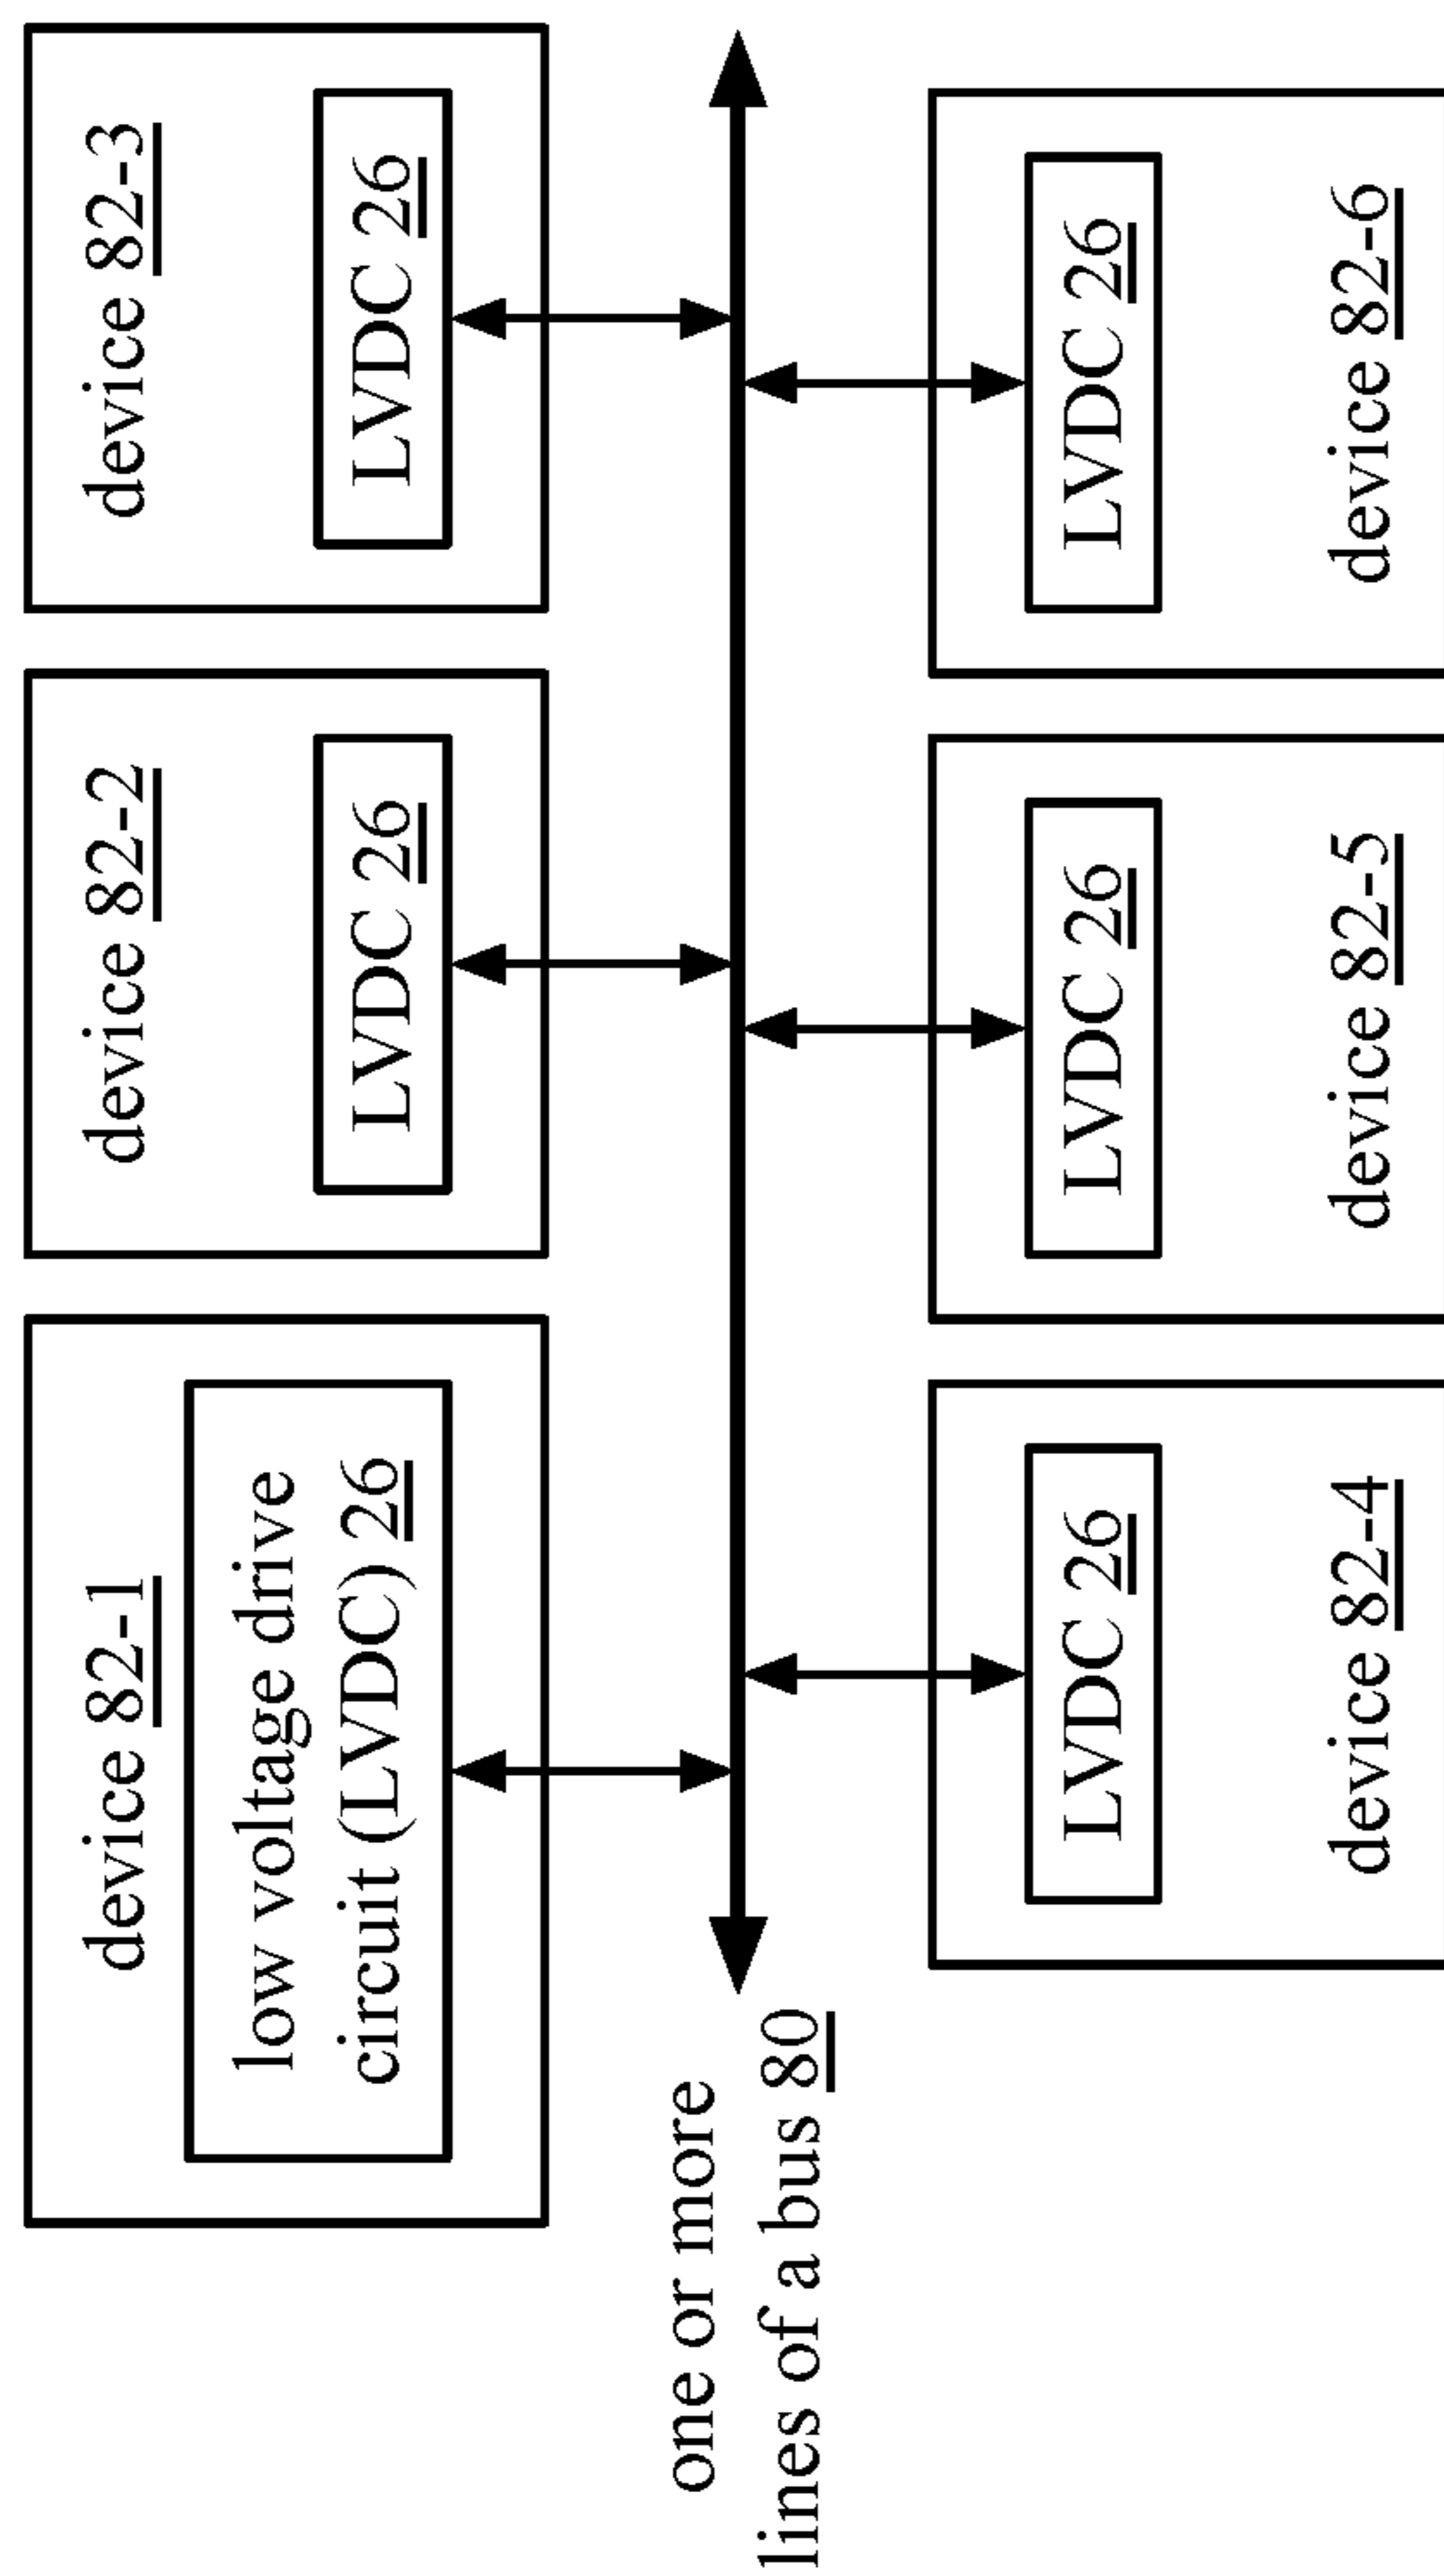 device 82-1
low voltage drive
circuit (LVDC) 26
device 82-2
LVDC 26
device 82-3
LVDC 26
one or more
lines of a bus 80
LVDC 26
device 82-4
LVDC 26
device 82-5
LVDC 26
device 82-6